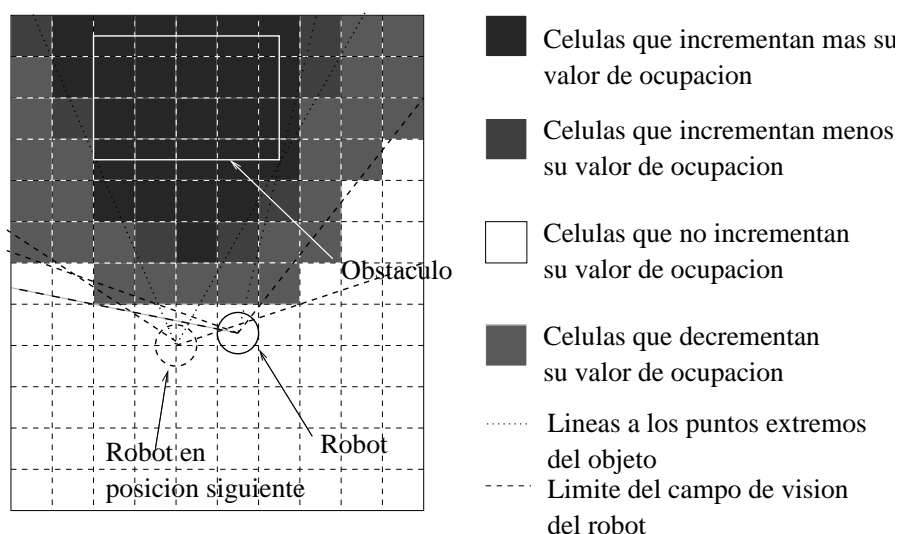 Celulas que incrementan mas su
valor de ocupacion
Celulas que incrementan menos
su valor de ocupacion
Celulas que no incrementan
su valor de ocupacion
Obstaculo
Celulas que decrementan
su valor de ocupacion
Lineas a los puntos extremos
del objeto
Robot
Robot en
posicion siguiente
Limite del campo de vision
del robot